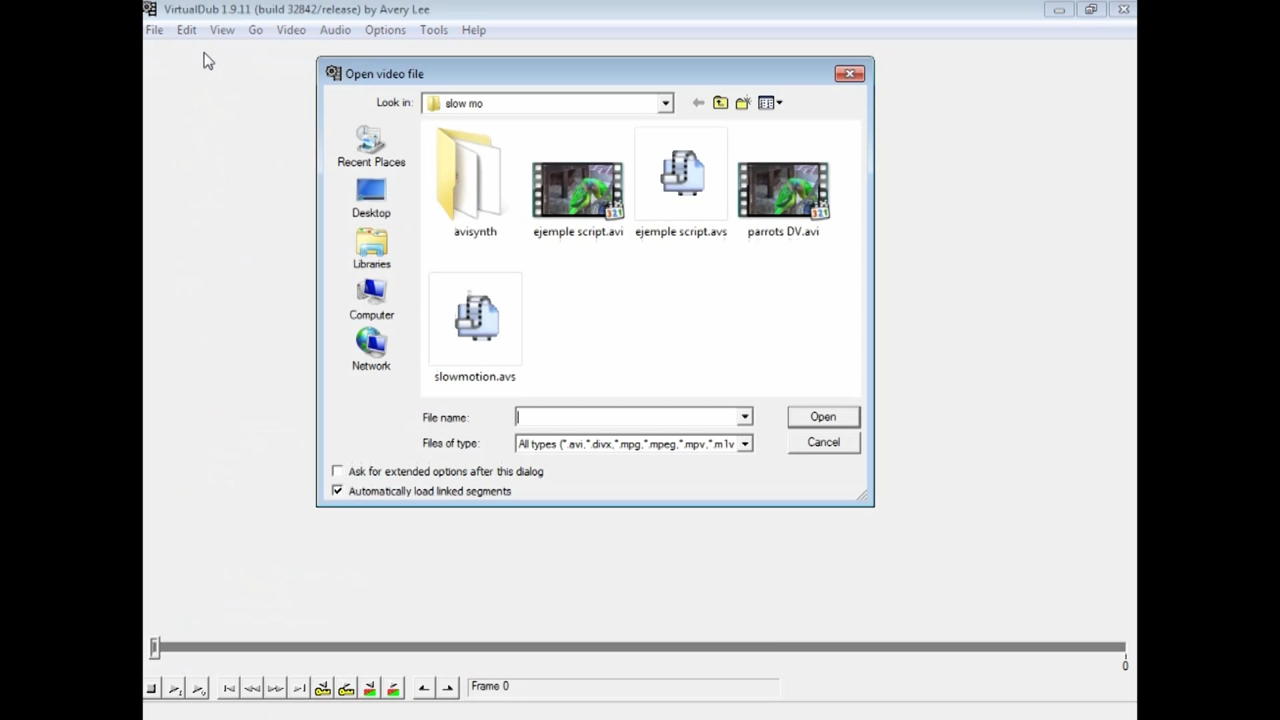 VirtualDub 1.9.11 (build 32842/release) by Avery Lee
File Edit View Go Video Audio Options Tools Help
Open video file
Look in: slow mo
Recent Places
Desktop
Libraries
Computer
Network
avisynth
ejemple script.avi
ejemple script.avs
parrots DV.avi
slowmotion.avs
File name:
Open
Files of type: All types (*.avi,*.divx,*.mpg,*.mpeg,*.mpv,*.m1v
Cancel
Ask for extended options after this dialog
Automatically load linked segments
0
Frame 0